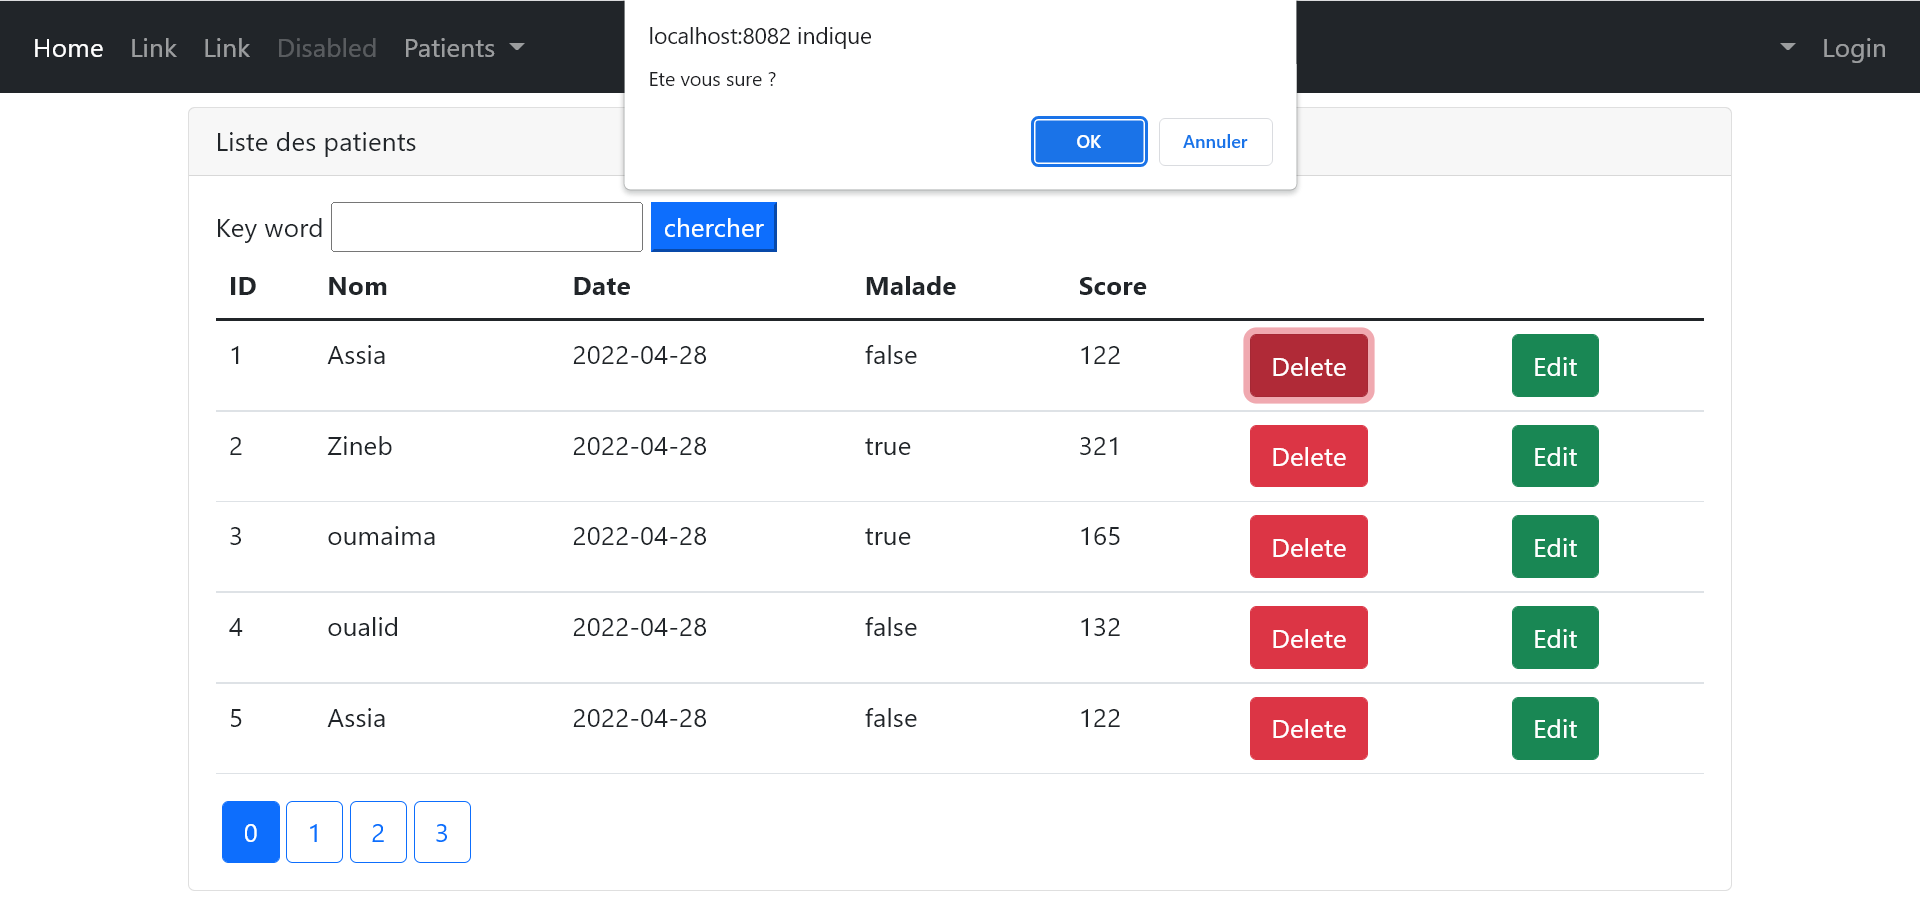 Home Link Link Disabled Patients Login
localhost:8082 indique
Ete vous sure ?
OK Annuler
Liste des patients
Key word chercher
ID Nom Date Malade Score
1 Assia 2022-04-28 false 122 Delete Edit
2 Zineb 2022-04-28 true 321 Delete Edit
3 oumaima 2022-04-28 true 165 Delete Edit
4 oualid 2022-04-28 false 132 Delete Edit
5 Assia 2022-04-28 false 122 Delete Edit
0 1 2 3